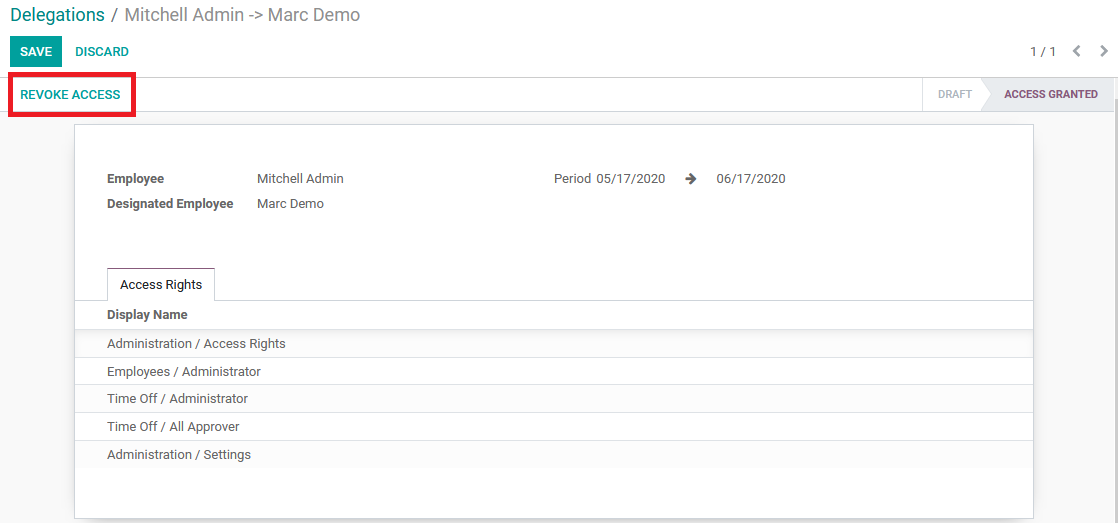 Delegations / Mitchell Admin -> Marc Demo
SAVE DISCARD 1 / 1
REVOKE ACCESS DRAFT ACCESS GRANTED
Employee Mitchell Admin Period 05/17/2020 → 06/17/2020
Designated Employee Marc Demo
Access Rights
Display Name
Administration / Access Rights
Employees / Administrator
Time Off / Administrator
Time Off / All Approver
Administration / Settings